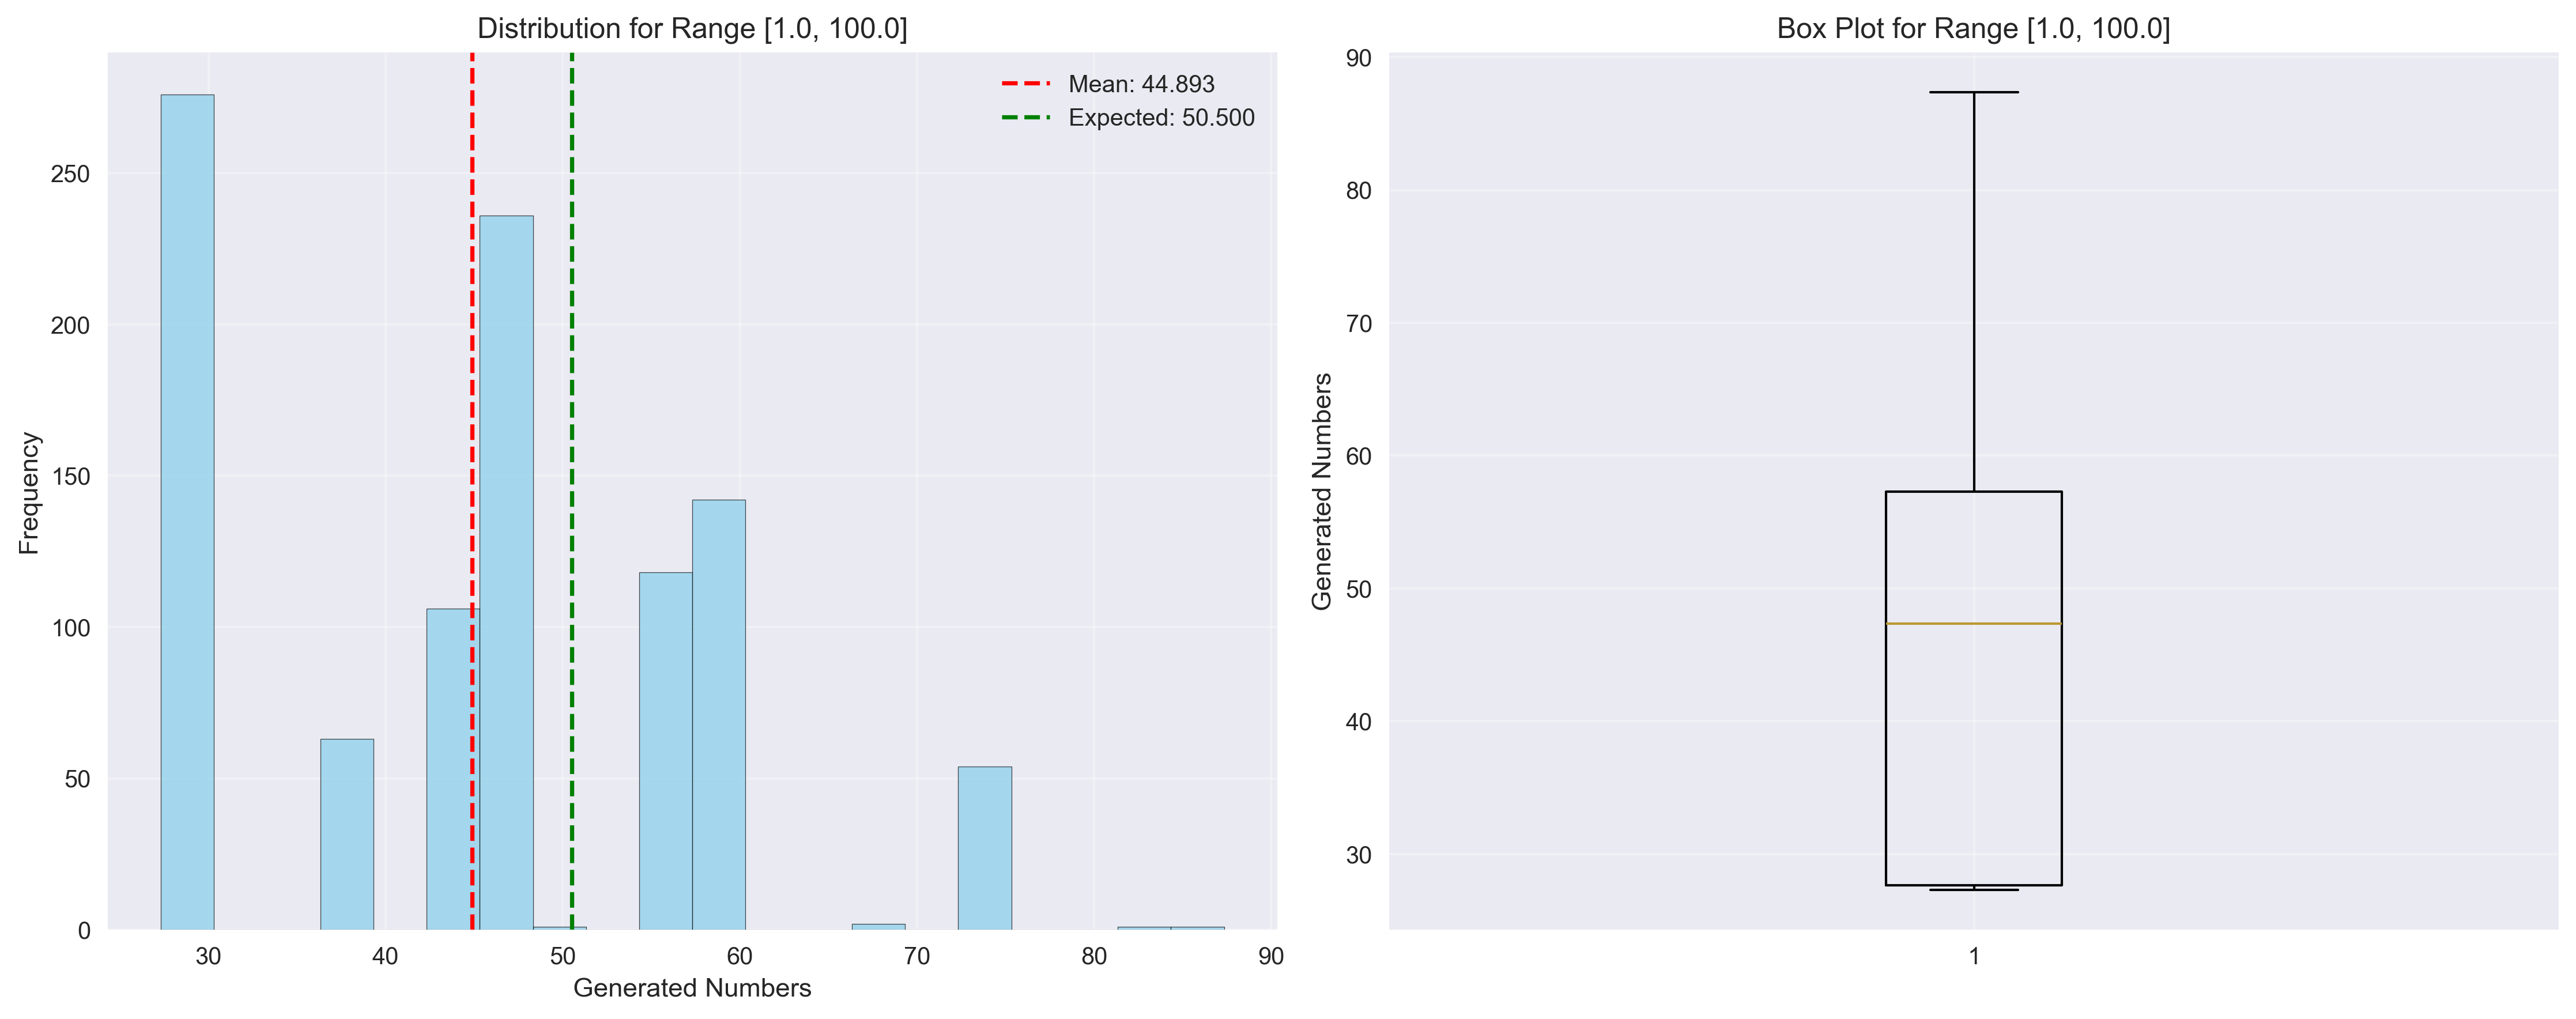 Distribution for Range [1.0, 100.0]
Mean: 44.893
Expected: 50.500
Frequency
250
200
150
100
50
0
30 40 50 60 70 80 90
Generated Numbers
Box Plot for Range [1.0, 100.0]
Generated Numbers
90
80
70
60
50
40
30
1